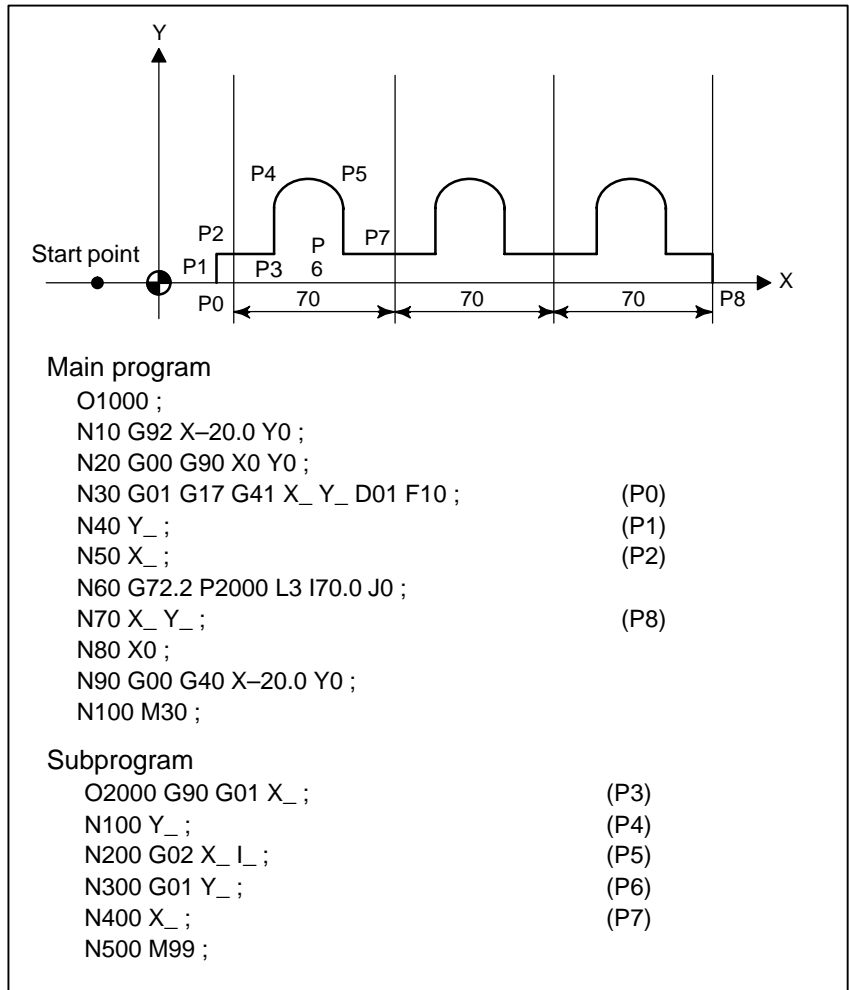 Y
P4 P5
P2 P P7
Start point
P1 P3 6 X
P0 70 70 70 P8
Main program
O1000 ;
N10 G92 X–20.0 Y0 ;
N20 G00 G90 X0 Y0 ;
N30 G01 G17 G41 X_ Y_ D01 F10 ; (P0)
N40 Y_ ; (P1)
N50 X_ ; (P2)
N60 G72.2 P2000 L3 I70.0 J0 ;
N70 X_ Y_ ; (P8)
N80 X0 ;
N90 G00 G40 X–20.0 Y0 ;
N100 M30 ;
Subprogram
O2000 G90 G01 X_ ; (P3)
N100 Y_ ; (P4)
N200 G02 X_ I_ ; (P5)
N300 G01 Y_ ; (P6)
N400 X_ ; (P7)
N500 M99 ;